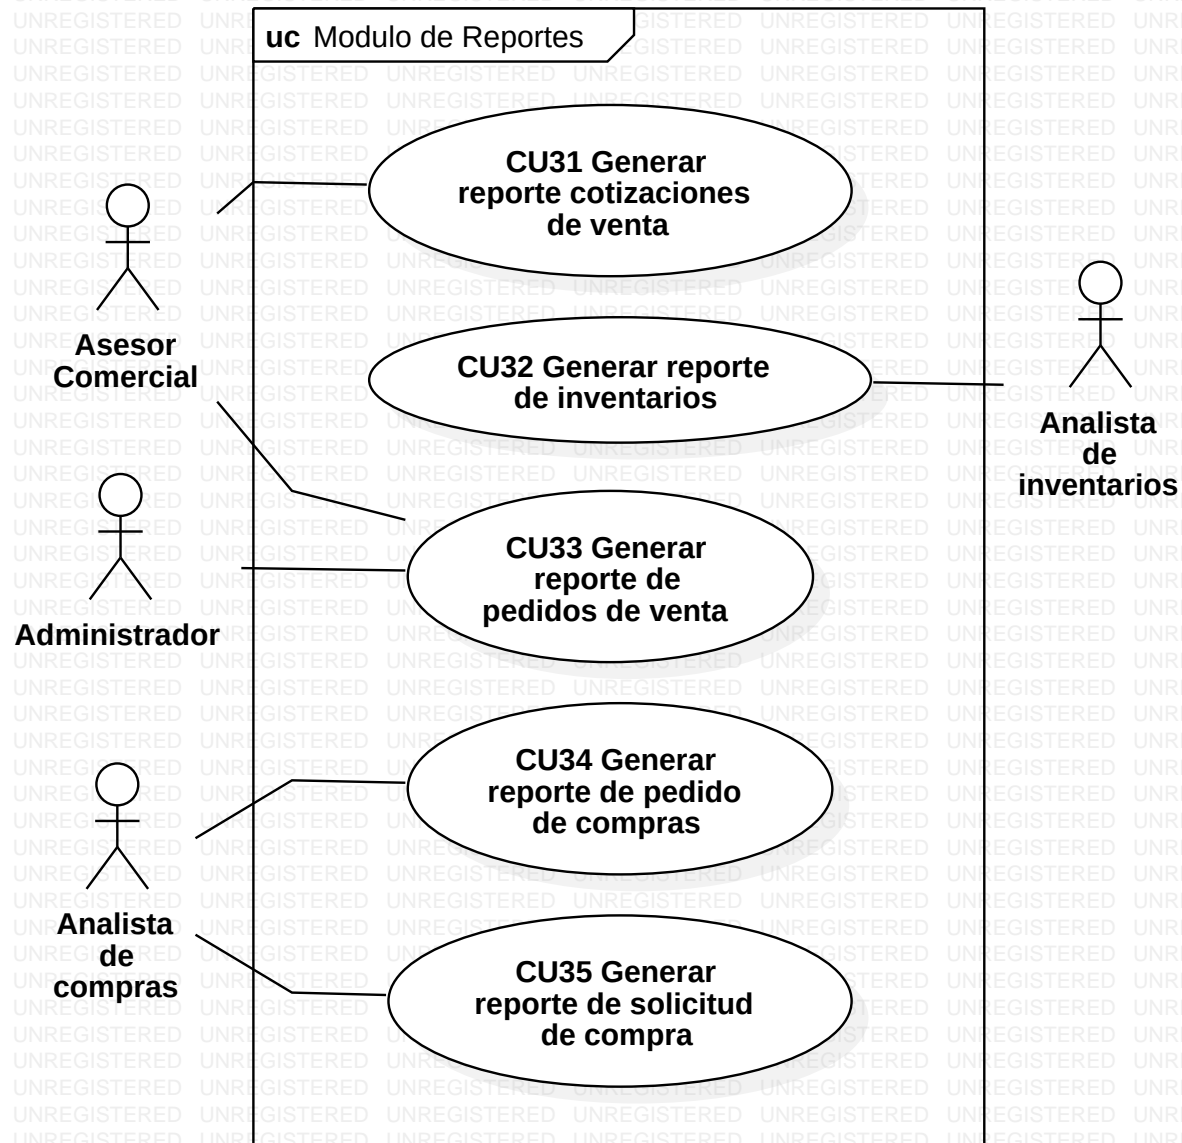 uc Modulo de Reportes
CU31 Generar
reporte cotizaciones
de venta
Asesor
Comercial
CU32 Generar reporte
de inventarios
Analista
de
inventarios
CU33 Generar
reporte de
pedidos de venta
Administrador
CU34 Generar
reporte de pedido
de compras
Analista
de
compras
CU35 Generar
reporte de solicitud
de compra
UNREGISTERED